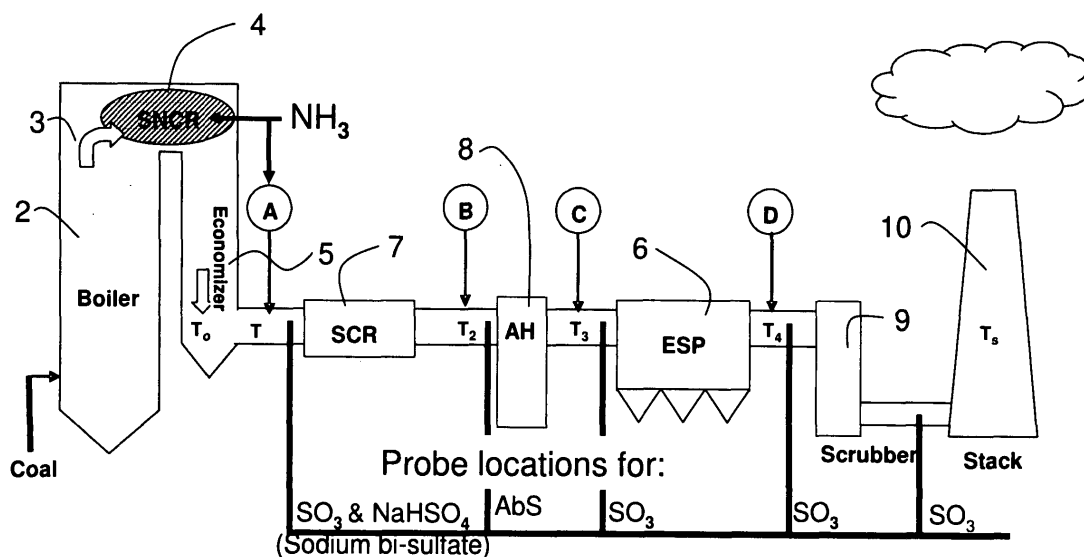 4
SNCR
NH3
3
8
2
A
B
C
D
Economizer
5
7
6
10
Boiler
To
T
SCR
T2
AH
T3
ESP
T4
9
Ts
Coal
Scrubber
Stack
Probe locations for:
SO3 & NaHSO4
AbS
SO3
SO3
SO3
(Sodium bi-sulfate)